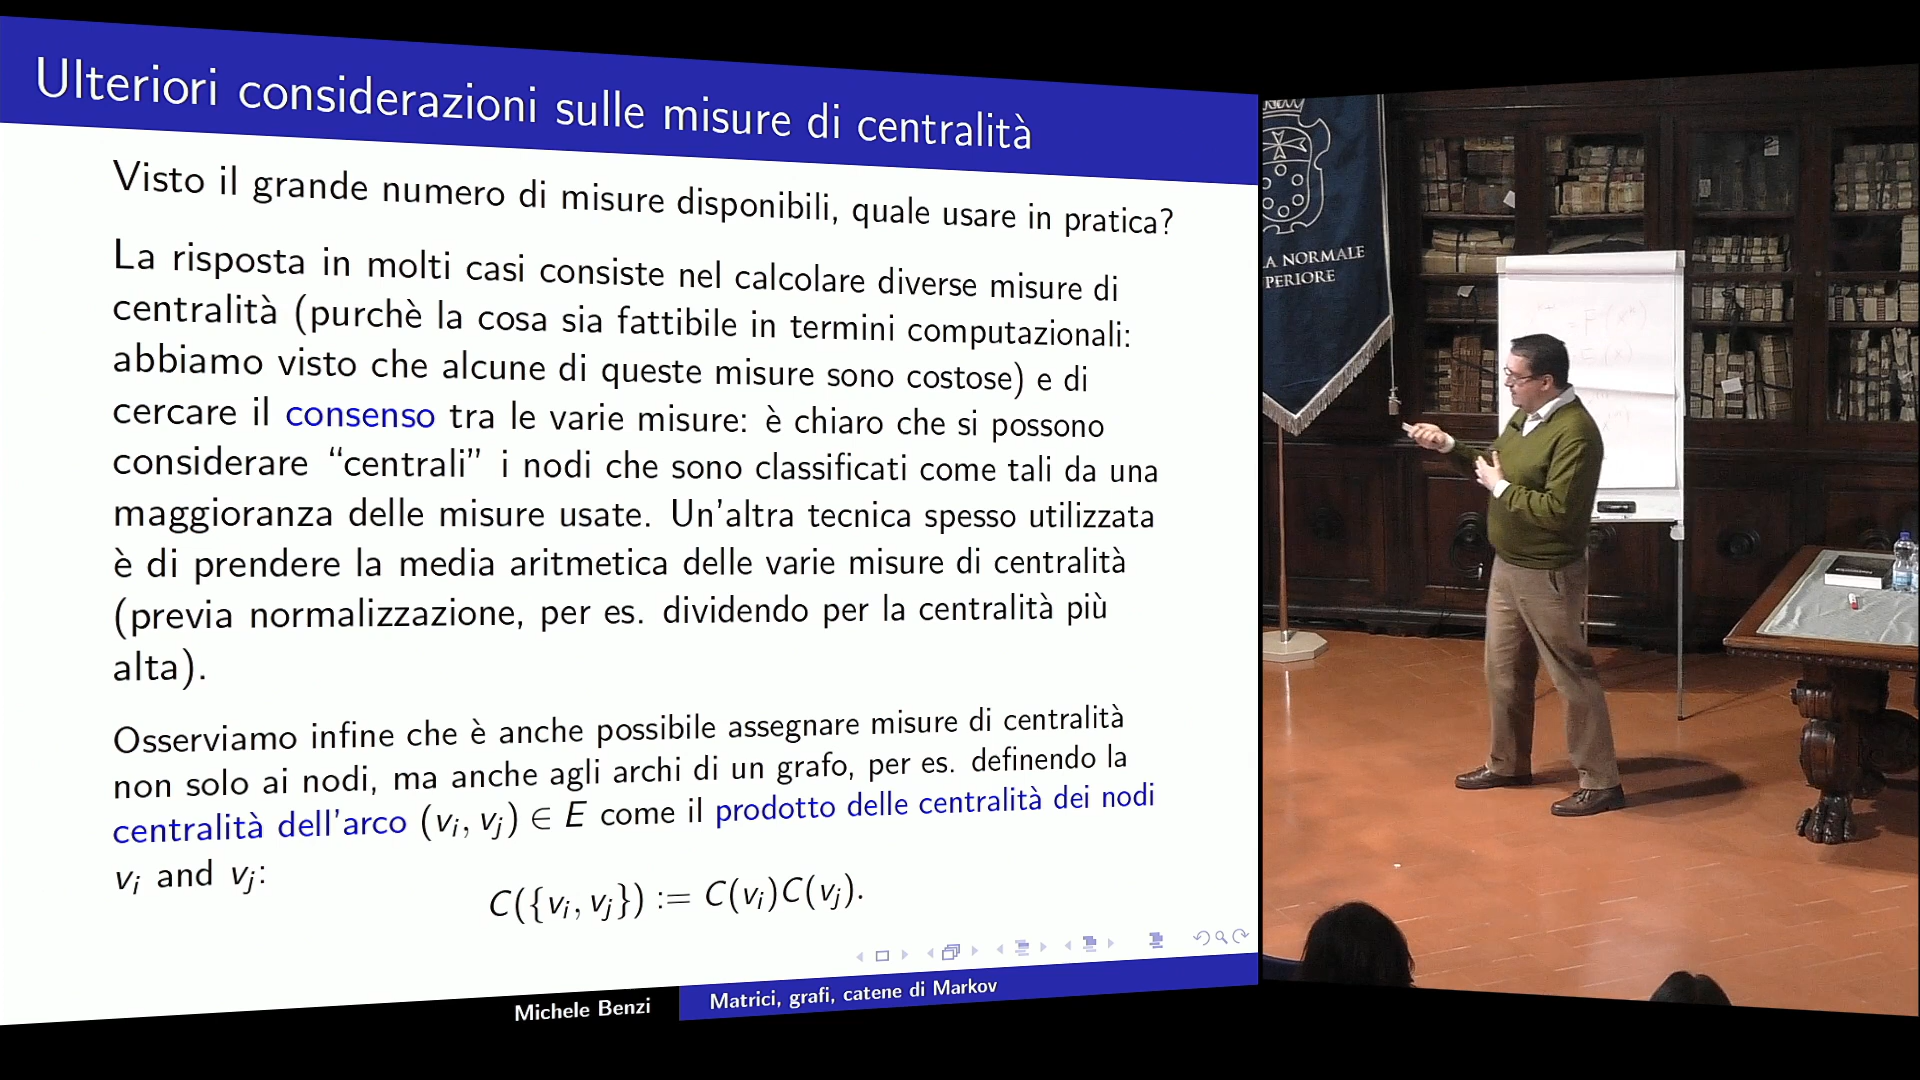 Ulteriori considerazioni sulle misure di centralità
Visto il grande numero di misure disponibili, quale usare in pratica?
La risposta in molti casi consiste nel calcolare diverse misure di
centralità (purchè la cosa sia fattibile in termini computazionali:
abbiamo visto che alcune di queste misure sono costose) e di
cercare il consenso tra le varie misure: è chiaro che si possono
considerare “centrali” i nodi che sono classificati come tali da una
maggioranza delle misure usate. Un’altra tecnica spesso utilizzata
è di prendere la media aritmetica delle varie misure di centralità
(previa normalizzazione, per es. dividendo per la centralità più
alta).
Osserviamo infine che è anche possibile assegnare misure di centralità
non solo ai nodi, ma anche agli archi di un grafo, per es. definendo la
centralità dell’arco (vᵢ, vⱼ) ∈ E come il prodotto delle centralità dei nodi
vᵢ and vⱼ:
C({vᵢ, vⱼ}) := C(vᵢ)C(vⱼ).
Michele Benzi
Matrici, grafi, catene di Markov
A NORMALE
PERIORE
= F(x